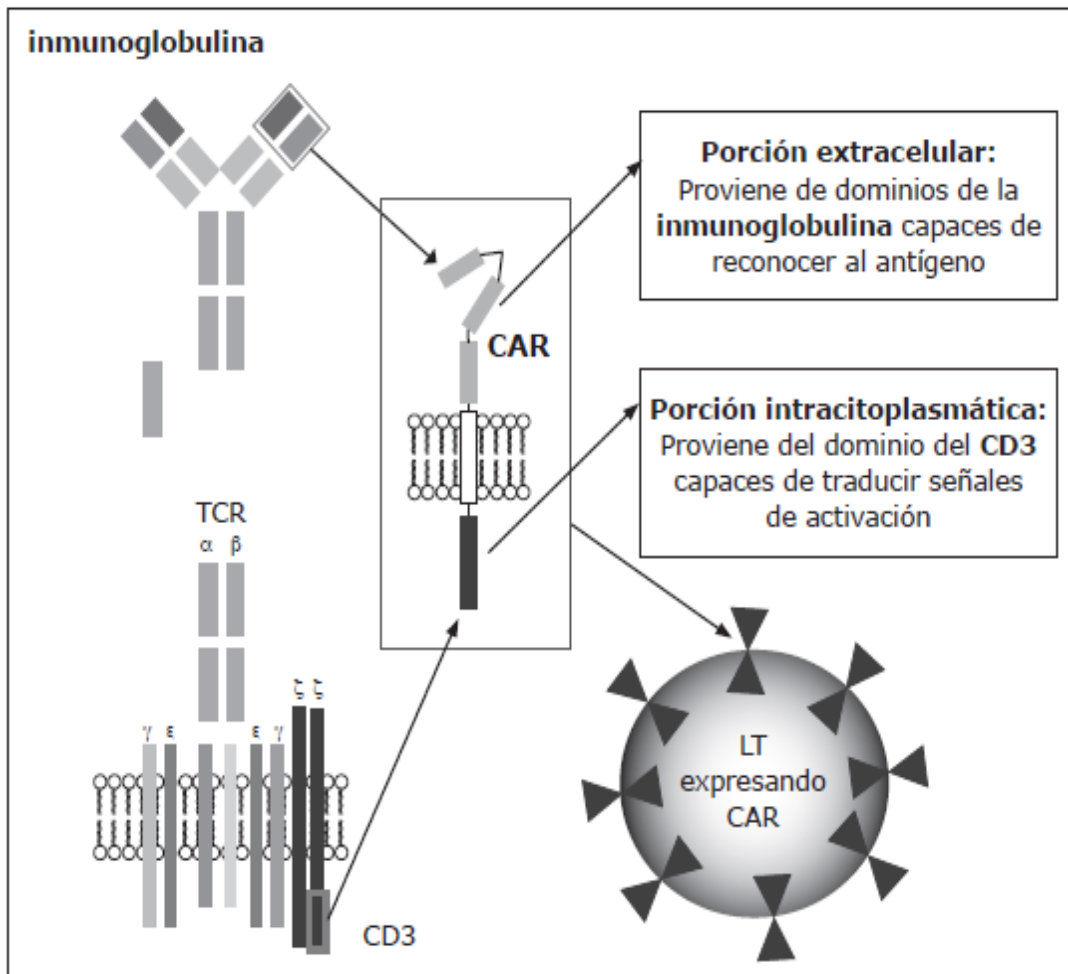 inmunoglobulina
Porción extracelular:
Proviene de dominios de la
inmunoglobulina capaces de
reconocer al antígeno
CAR
Porción intracitoplasmática:
Proviene del dominio del CD3
capaces de traducir señales
de activación
TCR
α β
ζ ζ
γ ε ε γ
LT
expresando
CAR
CD3